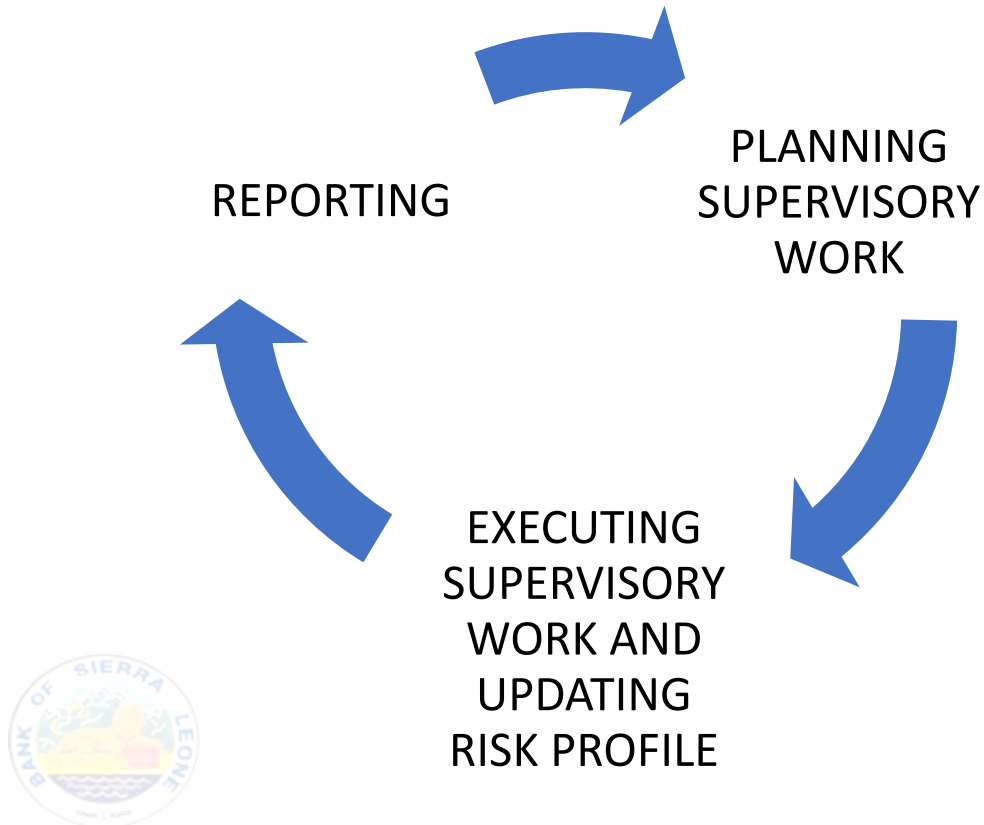 PLANNING
SUPERVISORY
WORK
REPORTING
EXECUTING
SUPERVISORY
WORK AND
UPDATING
RISK PROFILE
BANK OF SIERRA LEONE